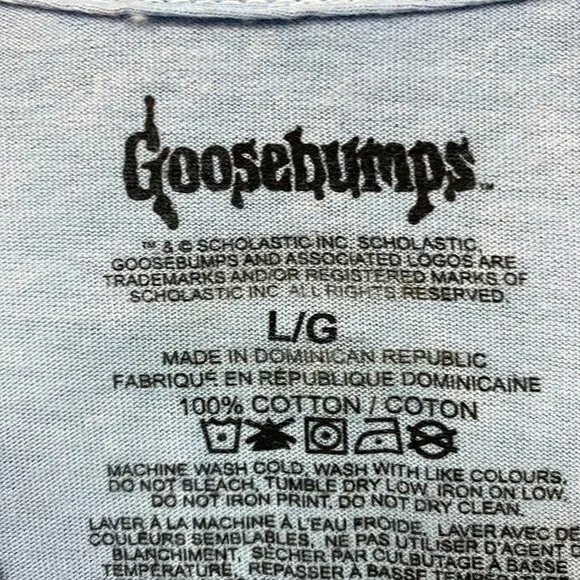 Goosebumps™
™ & © SCHOLASTIC INC. SCHOLASTIC,
GOOSEBUMPS AND ASSOCIATED LOGOS ARE
TRADEMARKS AND/OR REGISTERED MARKS OF
SCHOLASTIC INC. ALL RIGHTS RESERVED.
L/G
MADE IN DOMINICAN REPUBLIC
FABRIQUE EN RÉPUBLIQUE DOMINICAINE
100% COTTON / COTON
MACHINE WASH COLD, WASH WITH LIKE COLOURS,
DO NOT BLEACH, TUMBLE DRY LOW, IRON ON LOW.
DO NOT IRON PRINT. DO NOT DRY CLEAN.
LAVER À LA MACHINE À L'EAU FROIDE, LAVER AVEC DE
COULEURS SEMBLABLES, NE PAS UTILISER D'AGENT D
BLANCHIMENT, SÉCHER PAR CULBUTAGE À BASSE
TEMPÉRATURE, REPASSER À BASSE